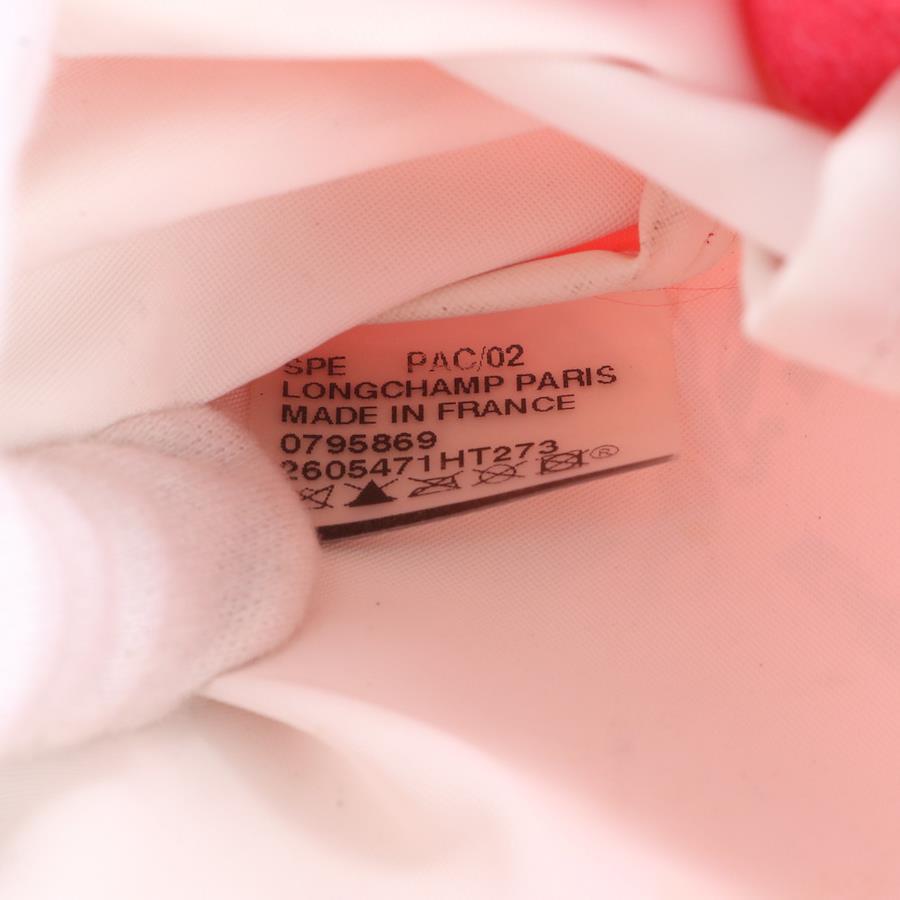 SPE PAC/02
LONGCHAMP PARIS
MADE IN FRANCE
0795869
2605471HT273
®